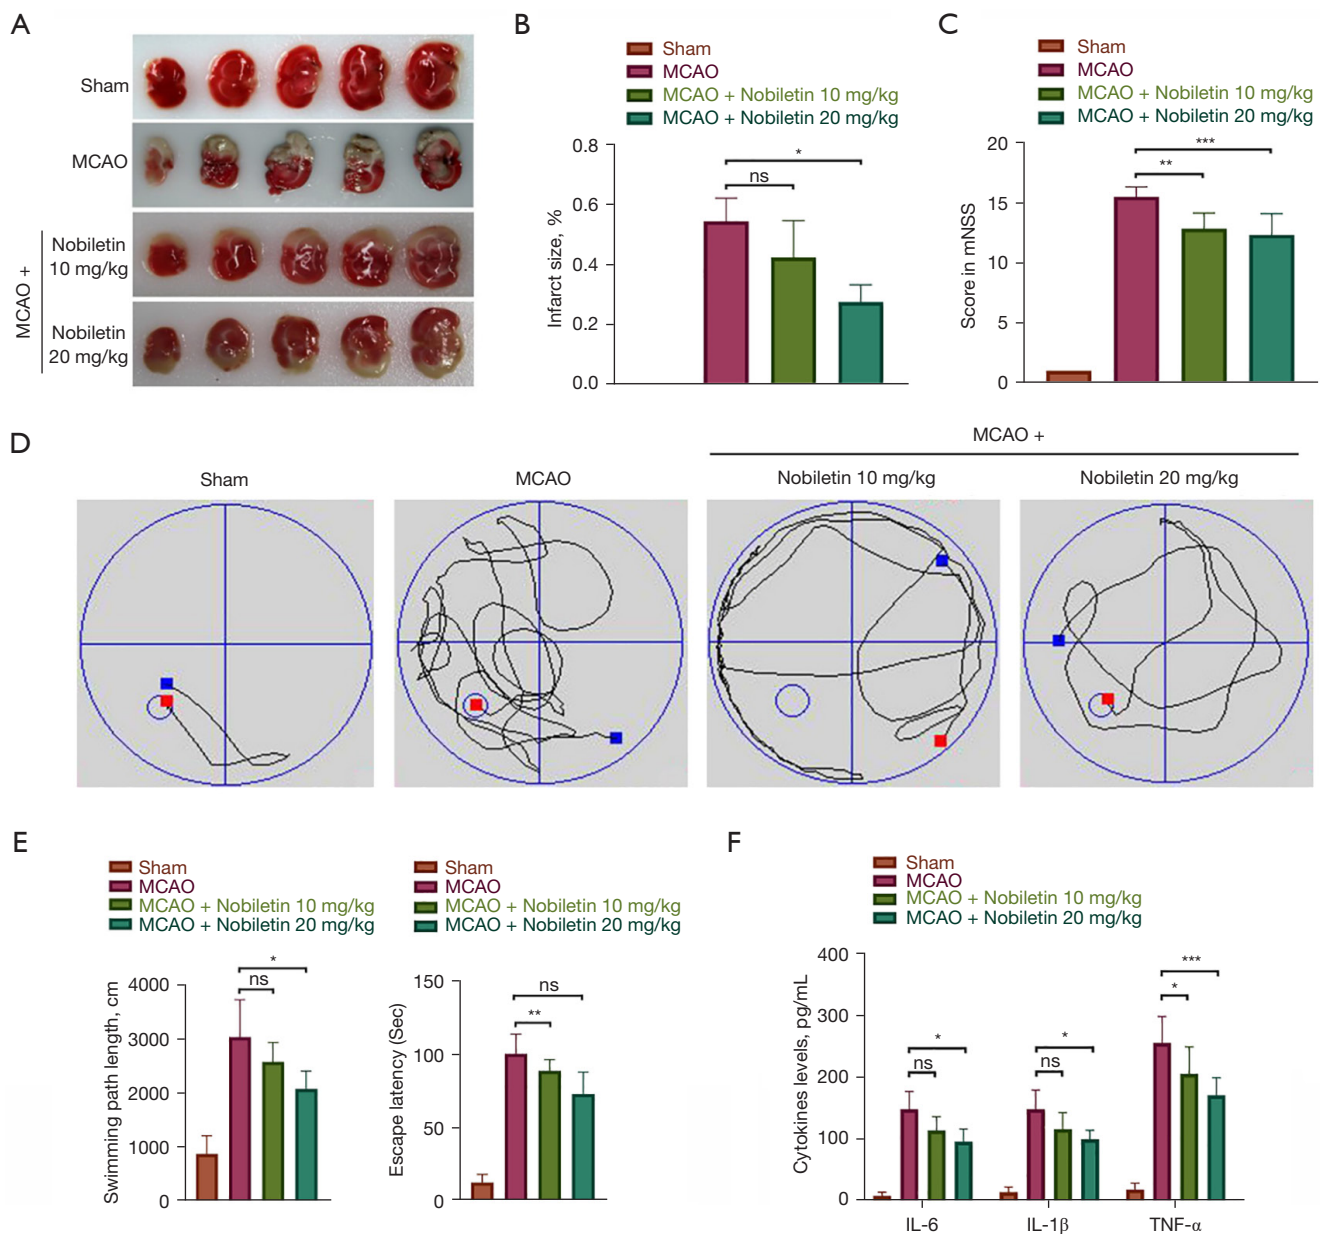 A
Sham
MCAO
MCAO +
Nobiletin
10 mg/kg
Nobiletin
20 mg/kg
B
Sham
MCAO
MCAO + Nobiletin 10 mg/kg
MCAO + Nobiletin 20 mg/kg
Infarct size, %
0.8
0.6
0.4
0.2
0.0
ns
*
C
Sham
MCAO
MCAO + Nobiletin 10 mg/kg
MCAO + Nobiletin 20 mg/kg
Score in mNSS
20
15
10
5
0
***
**
D
MCAO +
Sham
MCAO
Nobiletin 10 mg/kg
Nobiletin 20 mg/kg
E
Sham
MCAO
MCAO + Nobiletin 10 mg/kg
MCAO + Nobiletin 20 mg/kg
Swimming path length, cm
4000
3000
2000
1000
0
*
ns
Sham
MCAO
MCAO + Nobiletin 10 mg/kg
MCAO + Nobiletin 20 mg/kg
Escape latency (Sec)
150
100
50
0
ns
**
F
Sham
MCAO
MCAO + Nobiletin 10 mg/kg
MCAO + Nobiletin 20 mg/kg
Cytokines levels, pg/mL
400
300
200
100
0
*
ns
*
ns
***
*
IL-6
IL-1β
TNF-α